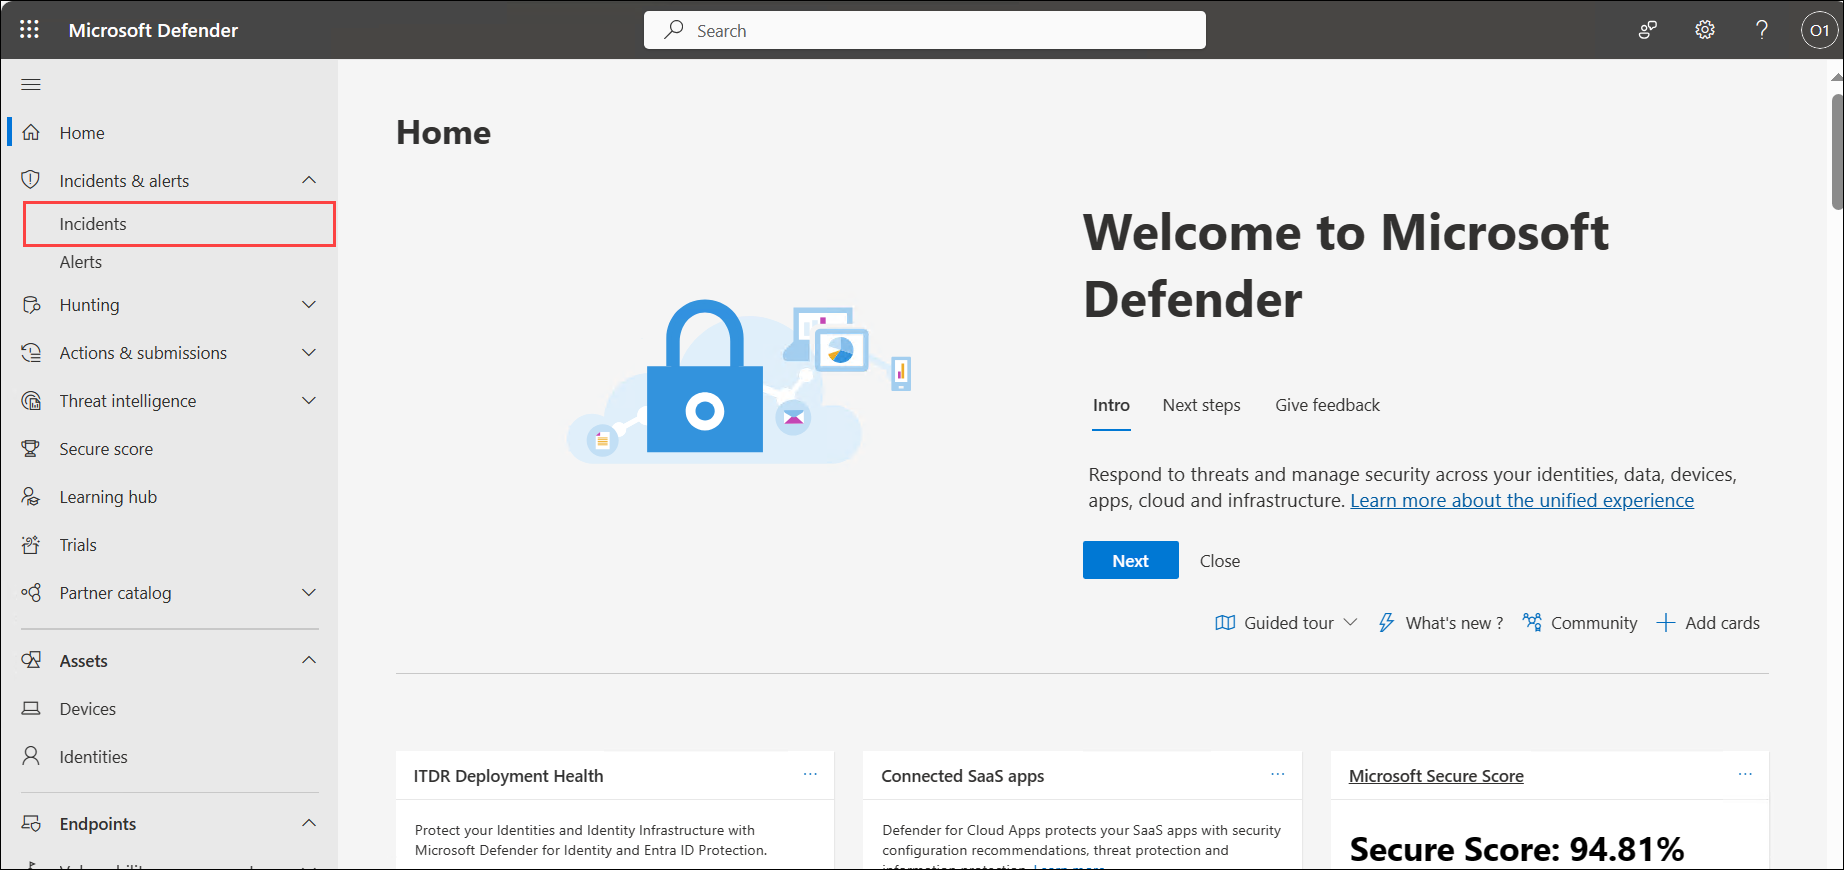 Microsoft Defender
Search
O1
Home
Incidents & alerts
Incidents
Alerts
Hunting
Actions & submissions
Threat intelligence
Secure score
Learning hub
Trials
Partner catalog
Assets
Devices
Identities
Endpoints
Home
Welcome to Microsoft
Defender
Intro Next steps Give feedback
Respond to threats and manage security across your identities, data, devices,
apps, cloud and infrastructure. Learn more about the unified experience
Next Close
Guided tour What's new ? Community Add cards
ITDR Deployment Health
Protect your Identities and Identity Infrastructure with
Microsoft Defender for Identity and Entra ID Protection.
Connected SaaS apps
Defender for Cloud Apps protects your SaaS apps with security
configuration recommendations, threat protection and
information protection. Learn more
Microsoft Secure Score
Secure Score: 94.81%